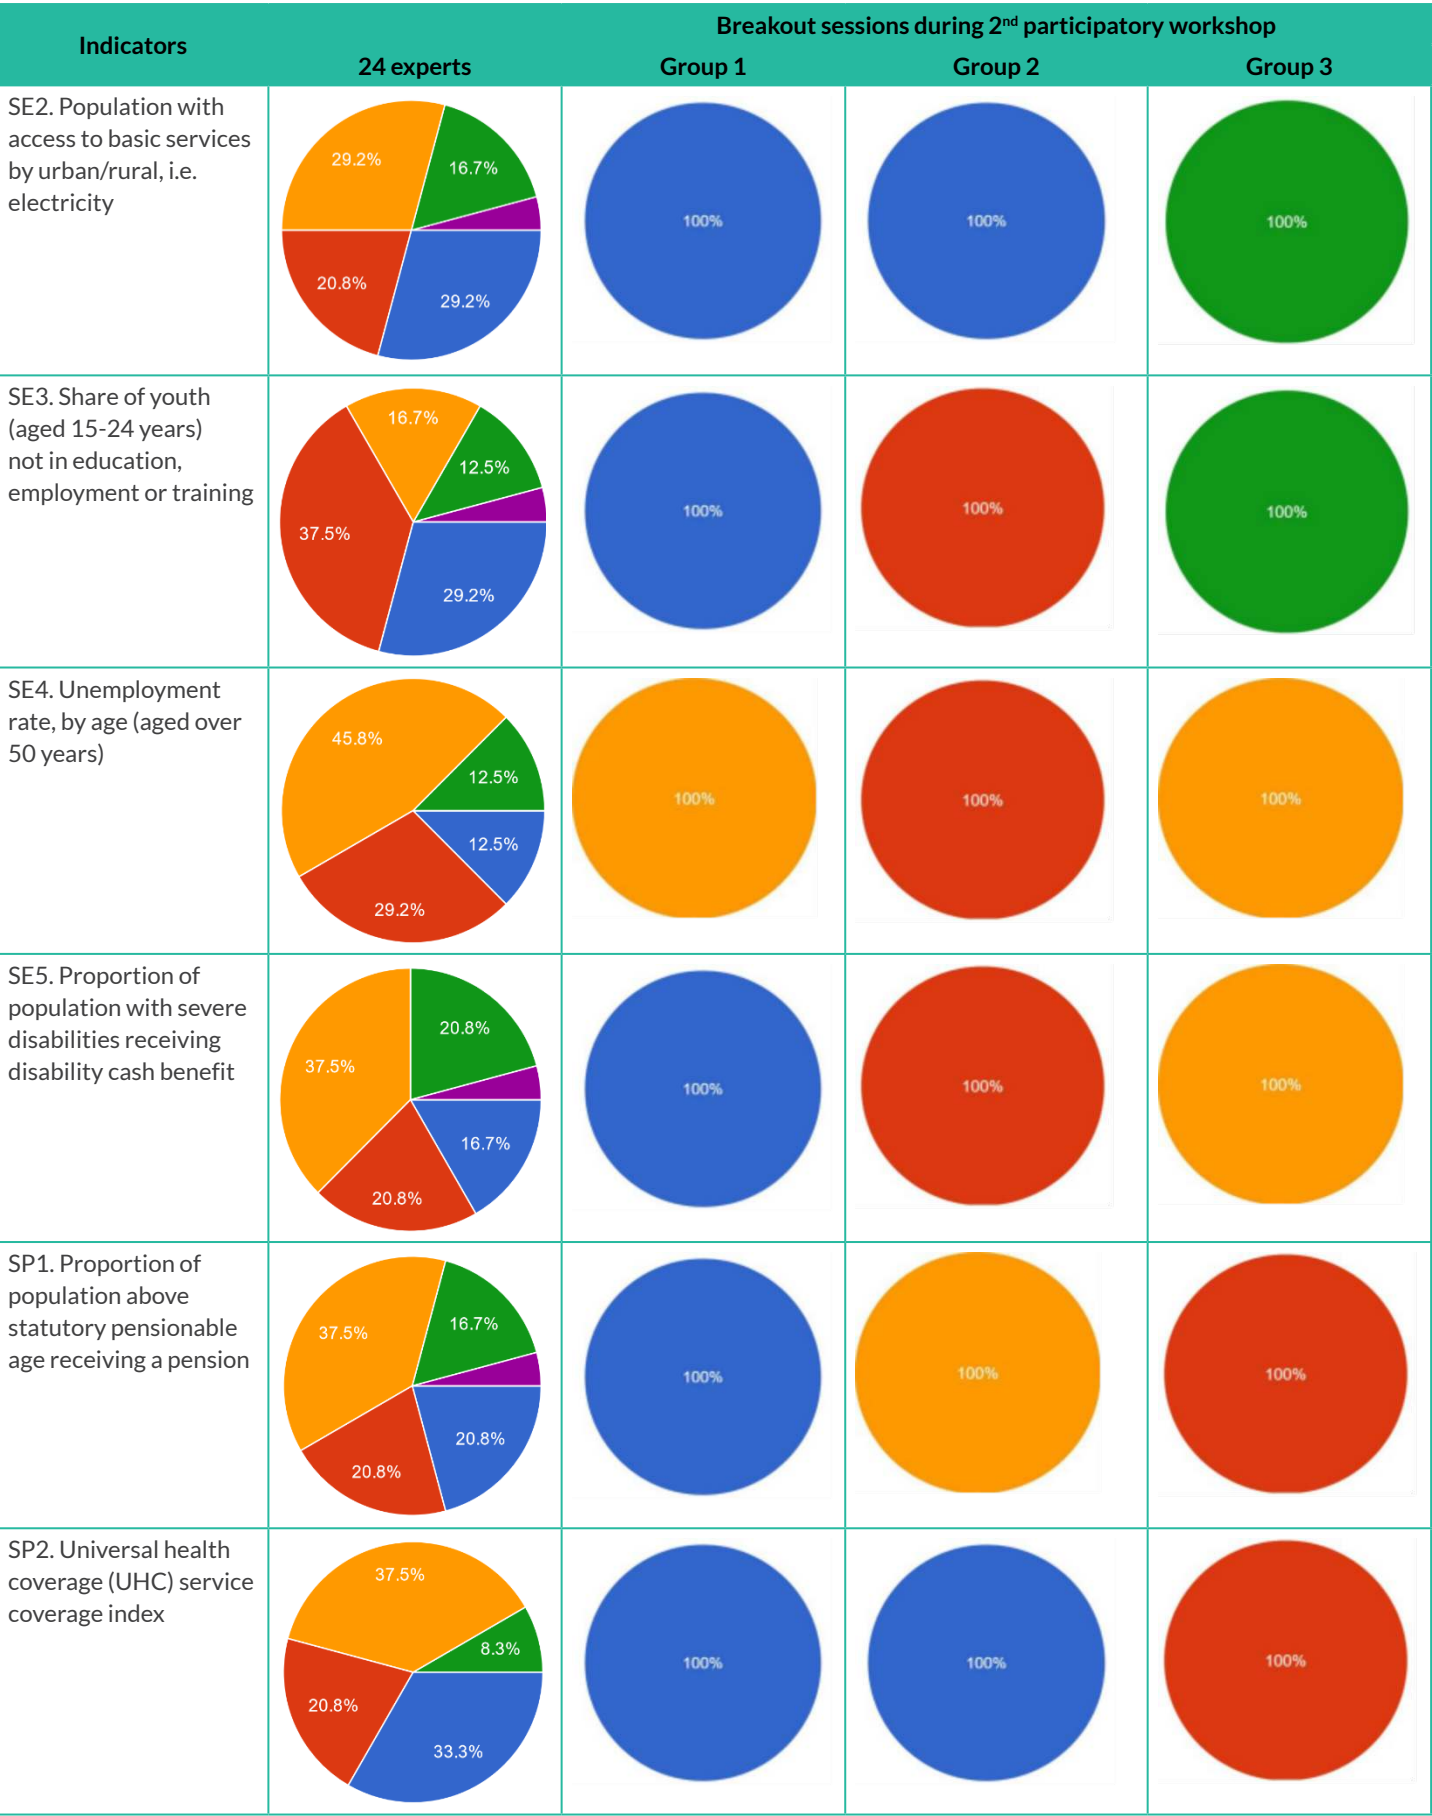 Indicators
Breakout sessions during 2nd participatory workshop
24 experts
Group 1
Group 2
Group 3
SE2. Population with
access to basic services
by urban/rural, i.e.
electricity
29.2%
16.7%
20.8%
29.2%
100%
100%
100%
SE3. Share of youth
(aged 15-24 years)
not in education,
employment or training
16.7%
12.5%
37.5%
29.2%
100%
100%
100%
SE4. Unemployment
rate, by age (aged over
50 years)
45.8%
12.5%
12.5%
29.2%
100%
100%
100%
SE5. Proportion of
population with severe
disabilities receiving
disability cash benefit
20.8%
37.5%
16.7%
20.8%
100%
100%
100%
SP1. Proportion of
population above
statutory pensionable
age receiving a pension
37.5%
16.7%
20.8%
20.8%
100%
100%
100%
SP2. Universal health
coverage (UHC) service
coverage index
37.5%
8.3%
20.8%
33.3%
100%
100%
100%